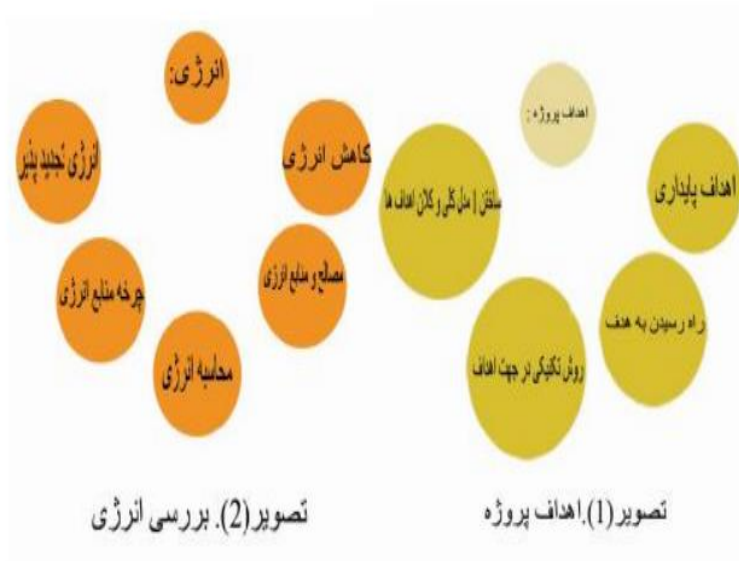 اهداف پروژه :
اهداف پایداری
راه رسیدن به هدف
روش تکنیکی در جهت اهداف
ساختن | مدل کلی و کلان اهداف ها
تصویر(1).اهداف پروژه
انرژی:
کاهش انرژی
مصالح و منابع انرژی
محاسبه انرژی
چرخه منابع انرژی
انرژی تجدید پذیر
تصویر(2). بررسی انرژی